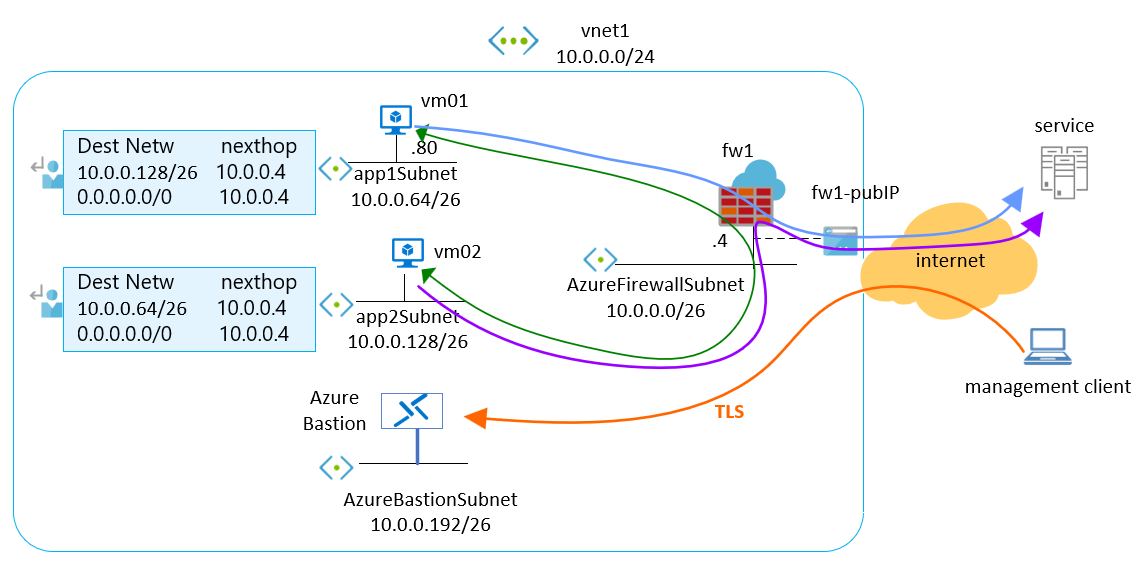 vnet1
10.0.0.0/24
vm01
.80
Dest Netw nexthop
10.0.0.128/26 10.0.0.4
0.0.0.0.0/0 10.0.0.4
app1Subnet
10.0.0.64/26
fw1
fw1-pubIP
service
.4
internet
vm02
Dest Netw nexthop
10.0.0.64/26 10.0.0.4
0.0.0.0.0/0 10.0.0.4
app2Subnet
10.0.0.128/26
AzureFirewallSubnet
10.0.0.0/26
management client
Azure
Bastion
TLS
AzureBastionSubnet
10.0.0.192/26